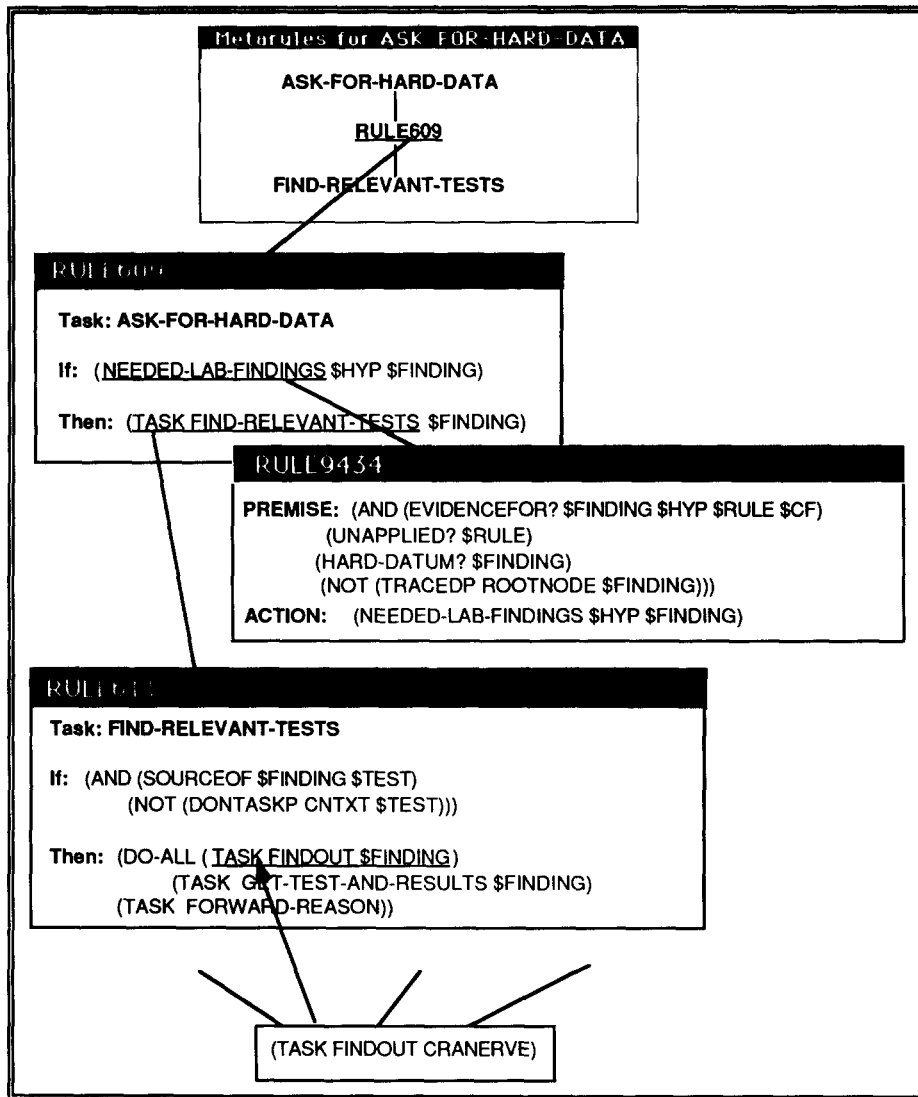 Metarules for ASK FOR-HARD-DATA
ASK-FOR-HARD-DATA
RULE609
FIND-RELEVANT-TESTS
RULE609
Task: ASK-FOR-HARD-DATA
If: (NEEDED-LAB-FINDINGS $HYP $FINDING)
Then: (TASK FIND-RELEVANT-TESTS $FINDING)
RULE9434
PREMISE: (AND (EVIDENCEFOR? $FINDING $HYP $RULE $CF)
(UNAPPLIED? $RULE)
(HARD-DATUM? $FINDING)
(NOT (TRACEDP ROOTNODE $FINDING)))
ACTION: (NEEDED-LAB-FINDINGS $HYP $FINDING)
Task: FIND-RELEVANT-TESTS
If: (AND (SOURCEOF $FINDING $TEST)
(NOT (DONTASKP CNTXT $TEST)))
Then: (DO-ALL ( TASK FINDOUT $FINDING)
(TASK GET-TEST-AND-RESULTS $FINDING)
(TASK FORWARD-REASON))
(TASK FINDOUT CRANERVE)